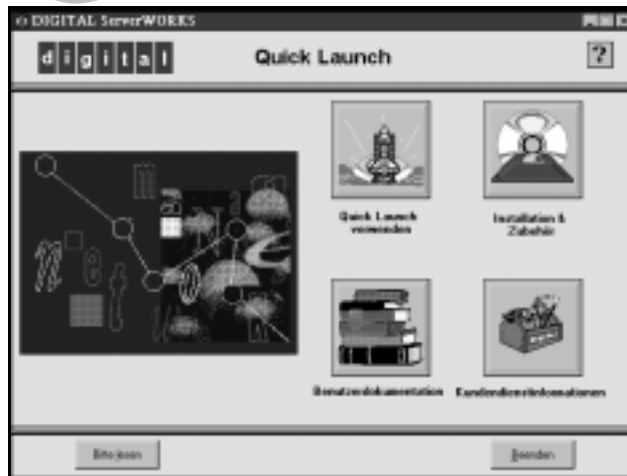 DIGITAL ServerWORKS
digital
Quick Launch
?
Quick Launch
verwenden
Installation &
Zubehör
Benutzerdokumentation
Kundendienstinformationen
Bitte lesen
Beenden